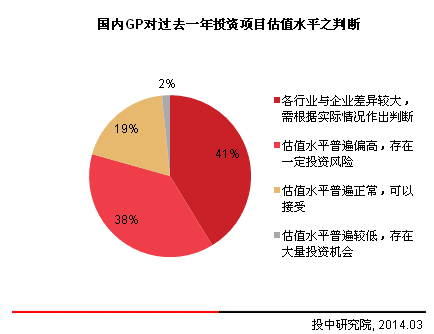 国内GP对过去一年投资项目估值水平之判断
2%
19%
41%
38%
各行业与企业差异较大，
需根据实际情况作出判断
估值水平普遍偏高，存在
一定投资风险
估值水平普遍正常，可以
接受
估值水平普遍较低，存在
大量投资机会
投中研究院, 2014.03